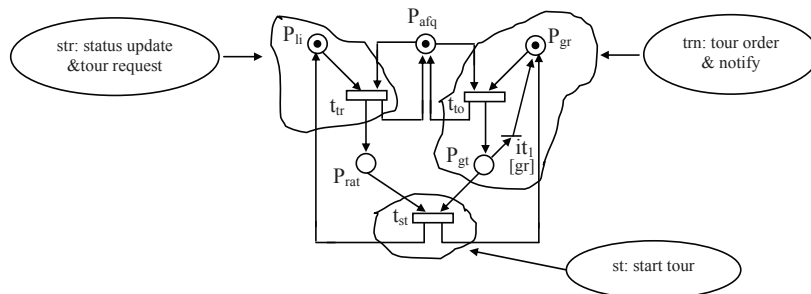 str: status update
&tour request
P_li
P_afq
P_gr
trn: tour order
& notify
t_tr
t_to
P_rat
P_gt
it_1
[gr]
t_st
st: start tour